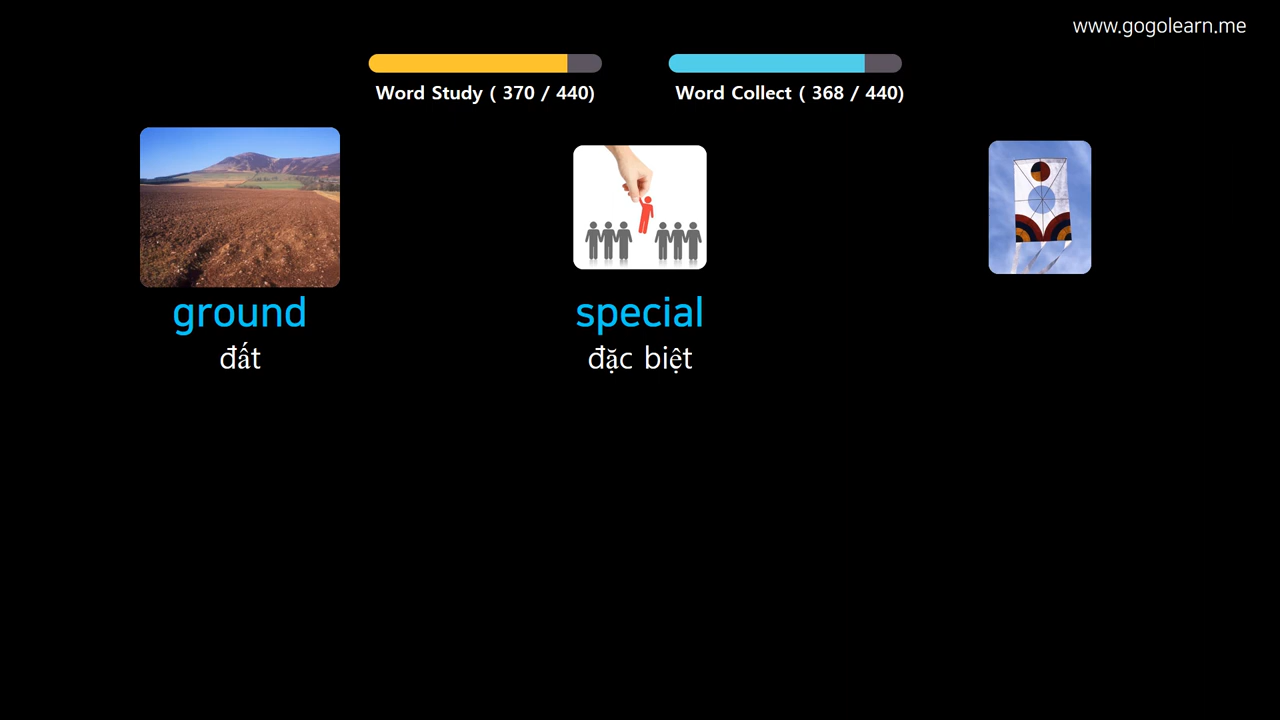 www.gogolearn.me
Word Study ( 370 / 440)
Word Collect ( 368 / 440)
ground
đất
special
đặc biệt